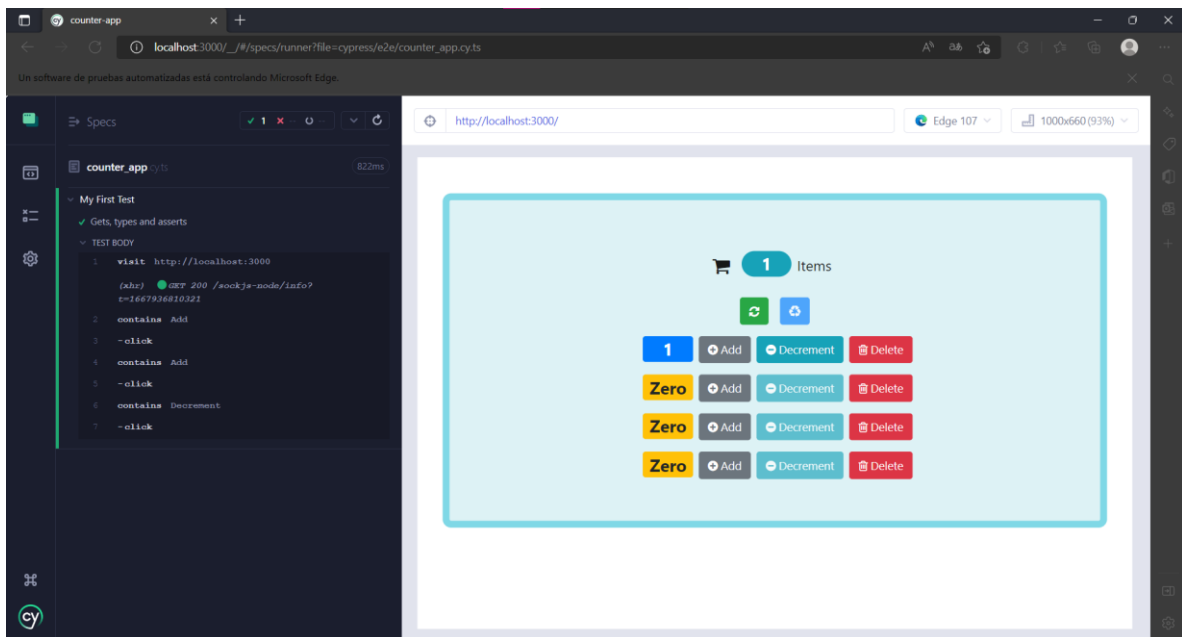 counter-app
localhost:3000/__/#/specs/runner?file=cypress/e2e/counter_app.cy.ts
Un software de pruebas automatizadas está controlando Microsoft Edge.
Specs
1
--
--
counter_app.cy.ts
822ms
My First Test
Gets, types and asserts
TEST BODY
1 visit http://localhost:3000
(xhr) GET 200 /sockjs-node/info?
t=1667936810321
2 contains Add
3 -click
4 contains Add
5 -click
6 contains Decrement
7 -click
cy
http://localhost:3000/
Edge 107
1000x660 (93%)
1 Items
1 Add Decrement Delete
Zero Add Decrement Delete
Zero Add Decrement Delete
Zero Add Decrement Delete